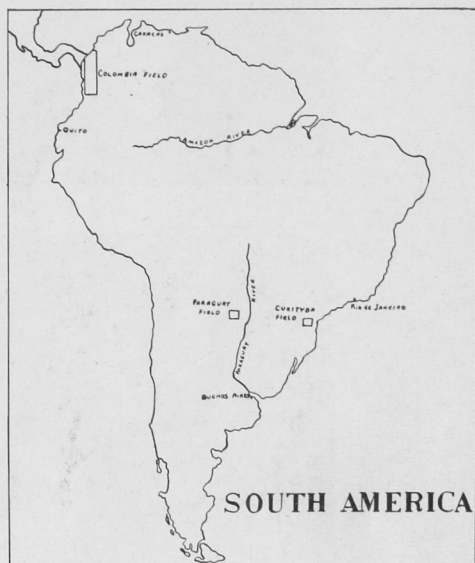 CARACAS
COLOMBIA FIELD
QUITO
AMAZON RIVER
PARAGUAY
FIELD
PARAGUAY RIVER
CURITYBA
FIELD
RIO DE JANEIRO
BUENOS AIRES
SOUTH AMERICA